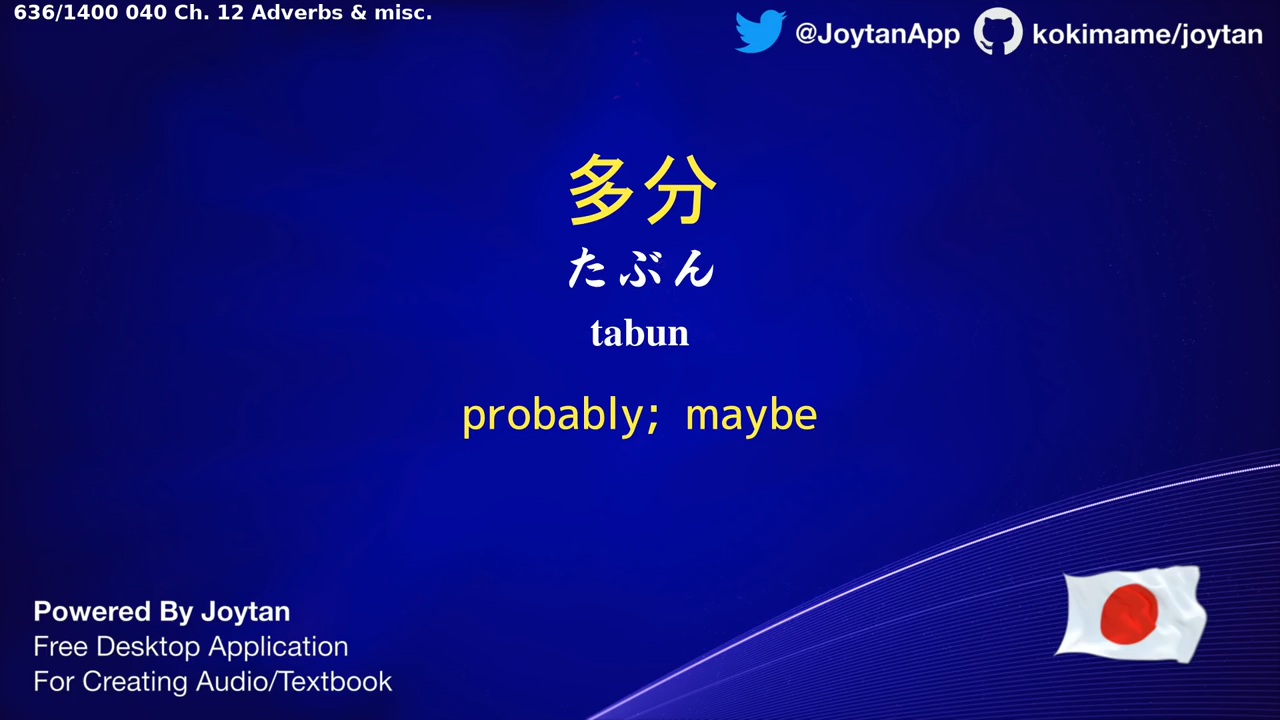 636/1400 040 Ch. 12 Adverbs & misc.
@JoytanApp kokimame/joytan
多分
たぶん
tabun
probably; maybe
Powered By Joytan
Free Desktop Application
For Creating Audio/Textbook